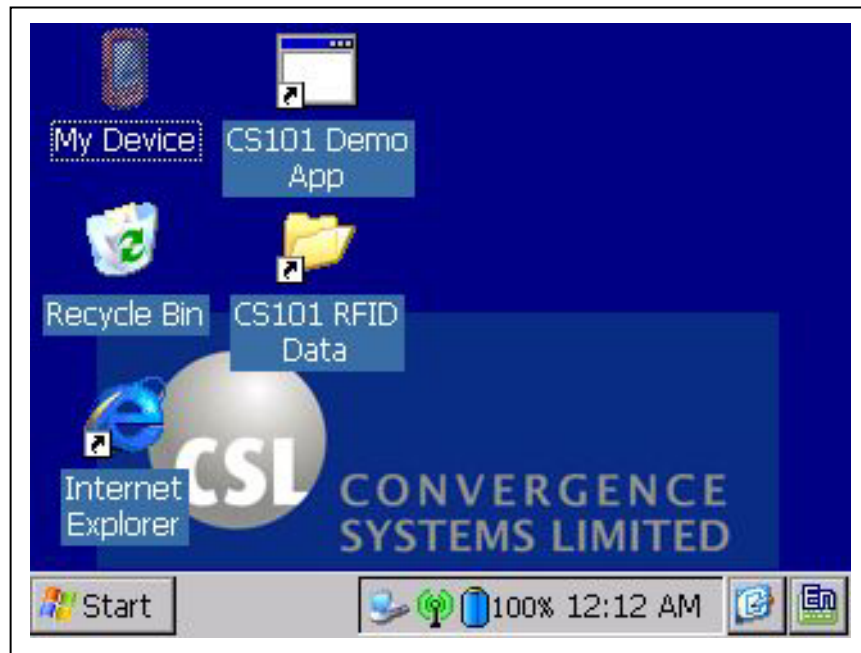 My Device
CS101 Demo
App
Recycle Bin
CS101 RFID
Data
Internet
Explorer
CSL
CONVERGENCE
SYSTEMS LIMITED
Start
100% 12:12 AM
En